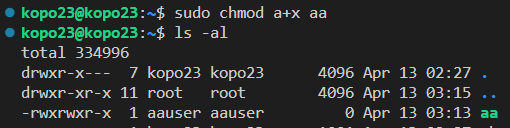 kopo23@kopo23:~$ sudo chmod a+x aa
kopo23@kopo23:~$ ls -al
total 334996
drwxr-x---  7 kopo23 kopo23      4096 Apr 13 02:27 .
drwxr-xr-x 11 root   root        4096 Apr 13 03:15 ..
-rwxrwxr-x  1 aauser aauser         0 Apr 13 03:13 aa